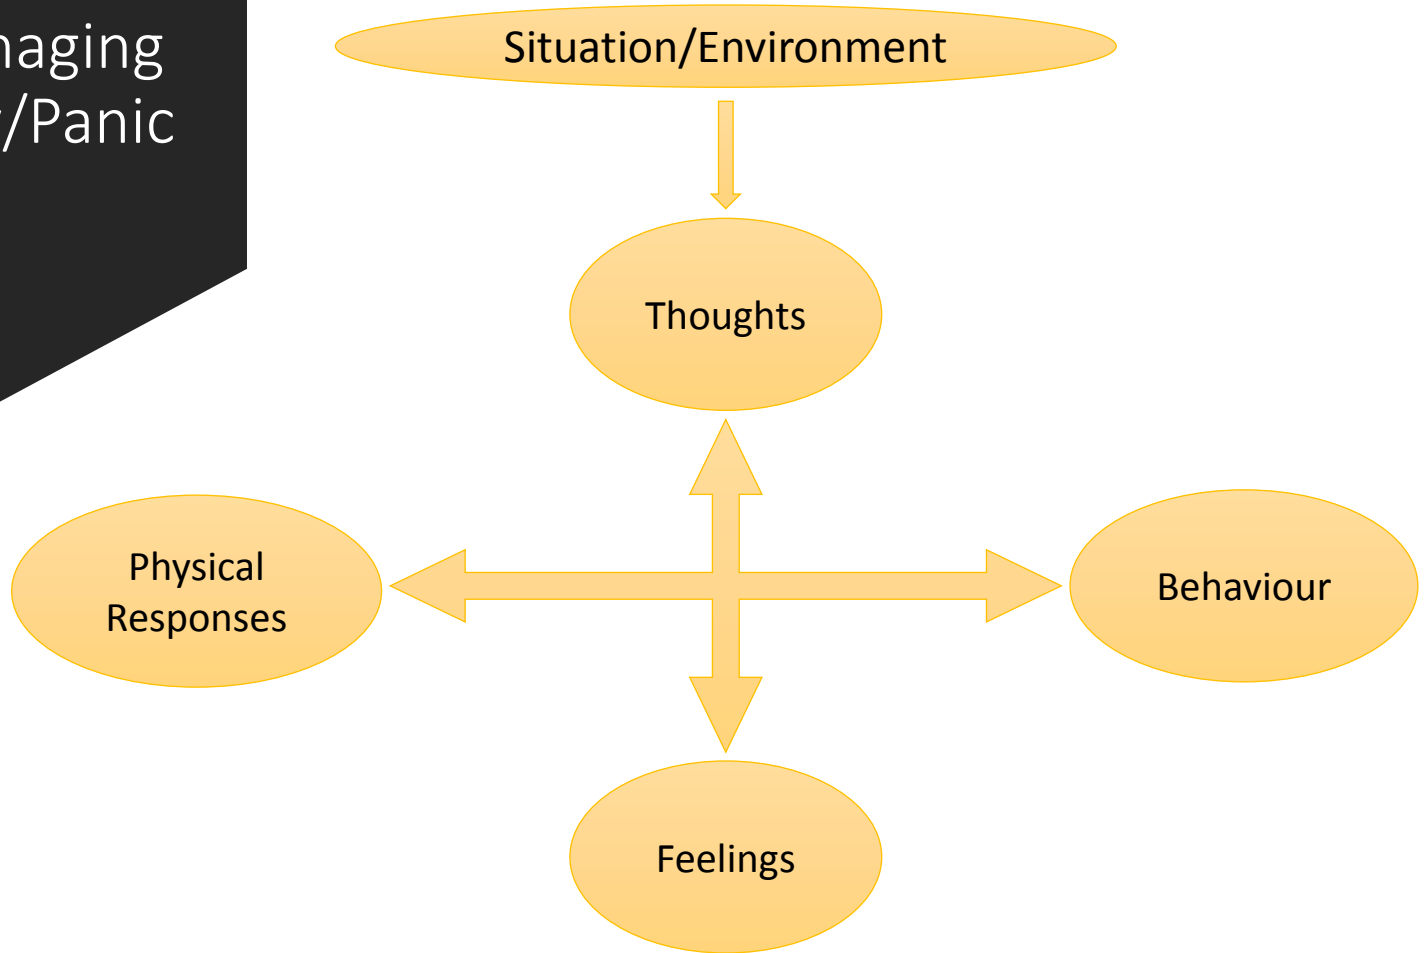 naging
/Panic
Situation/Environment
Thoughts
Physical
Responses
Behaviour
Feelings